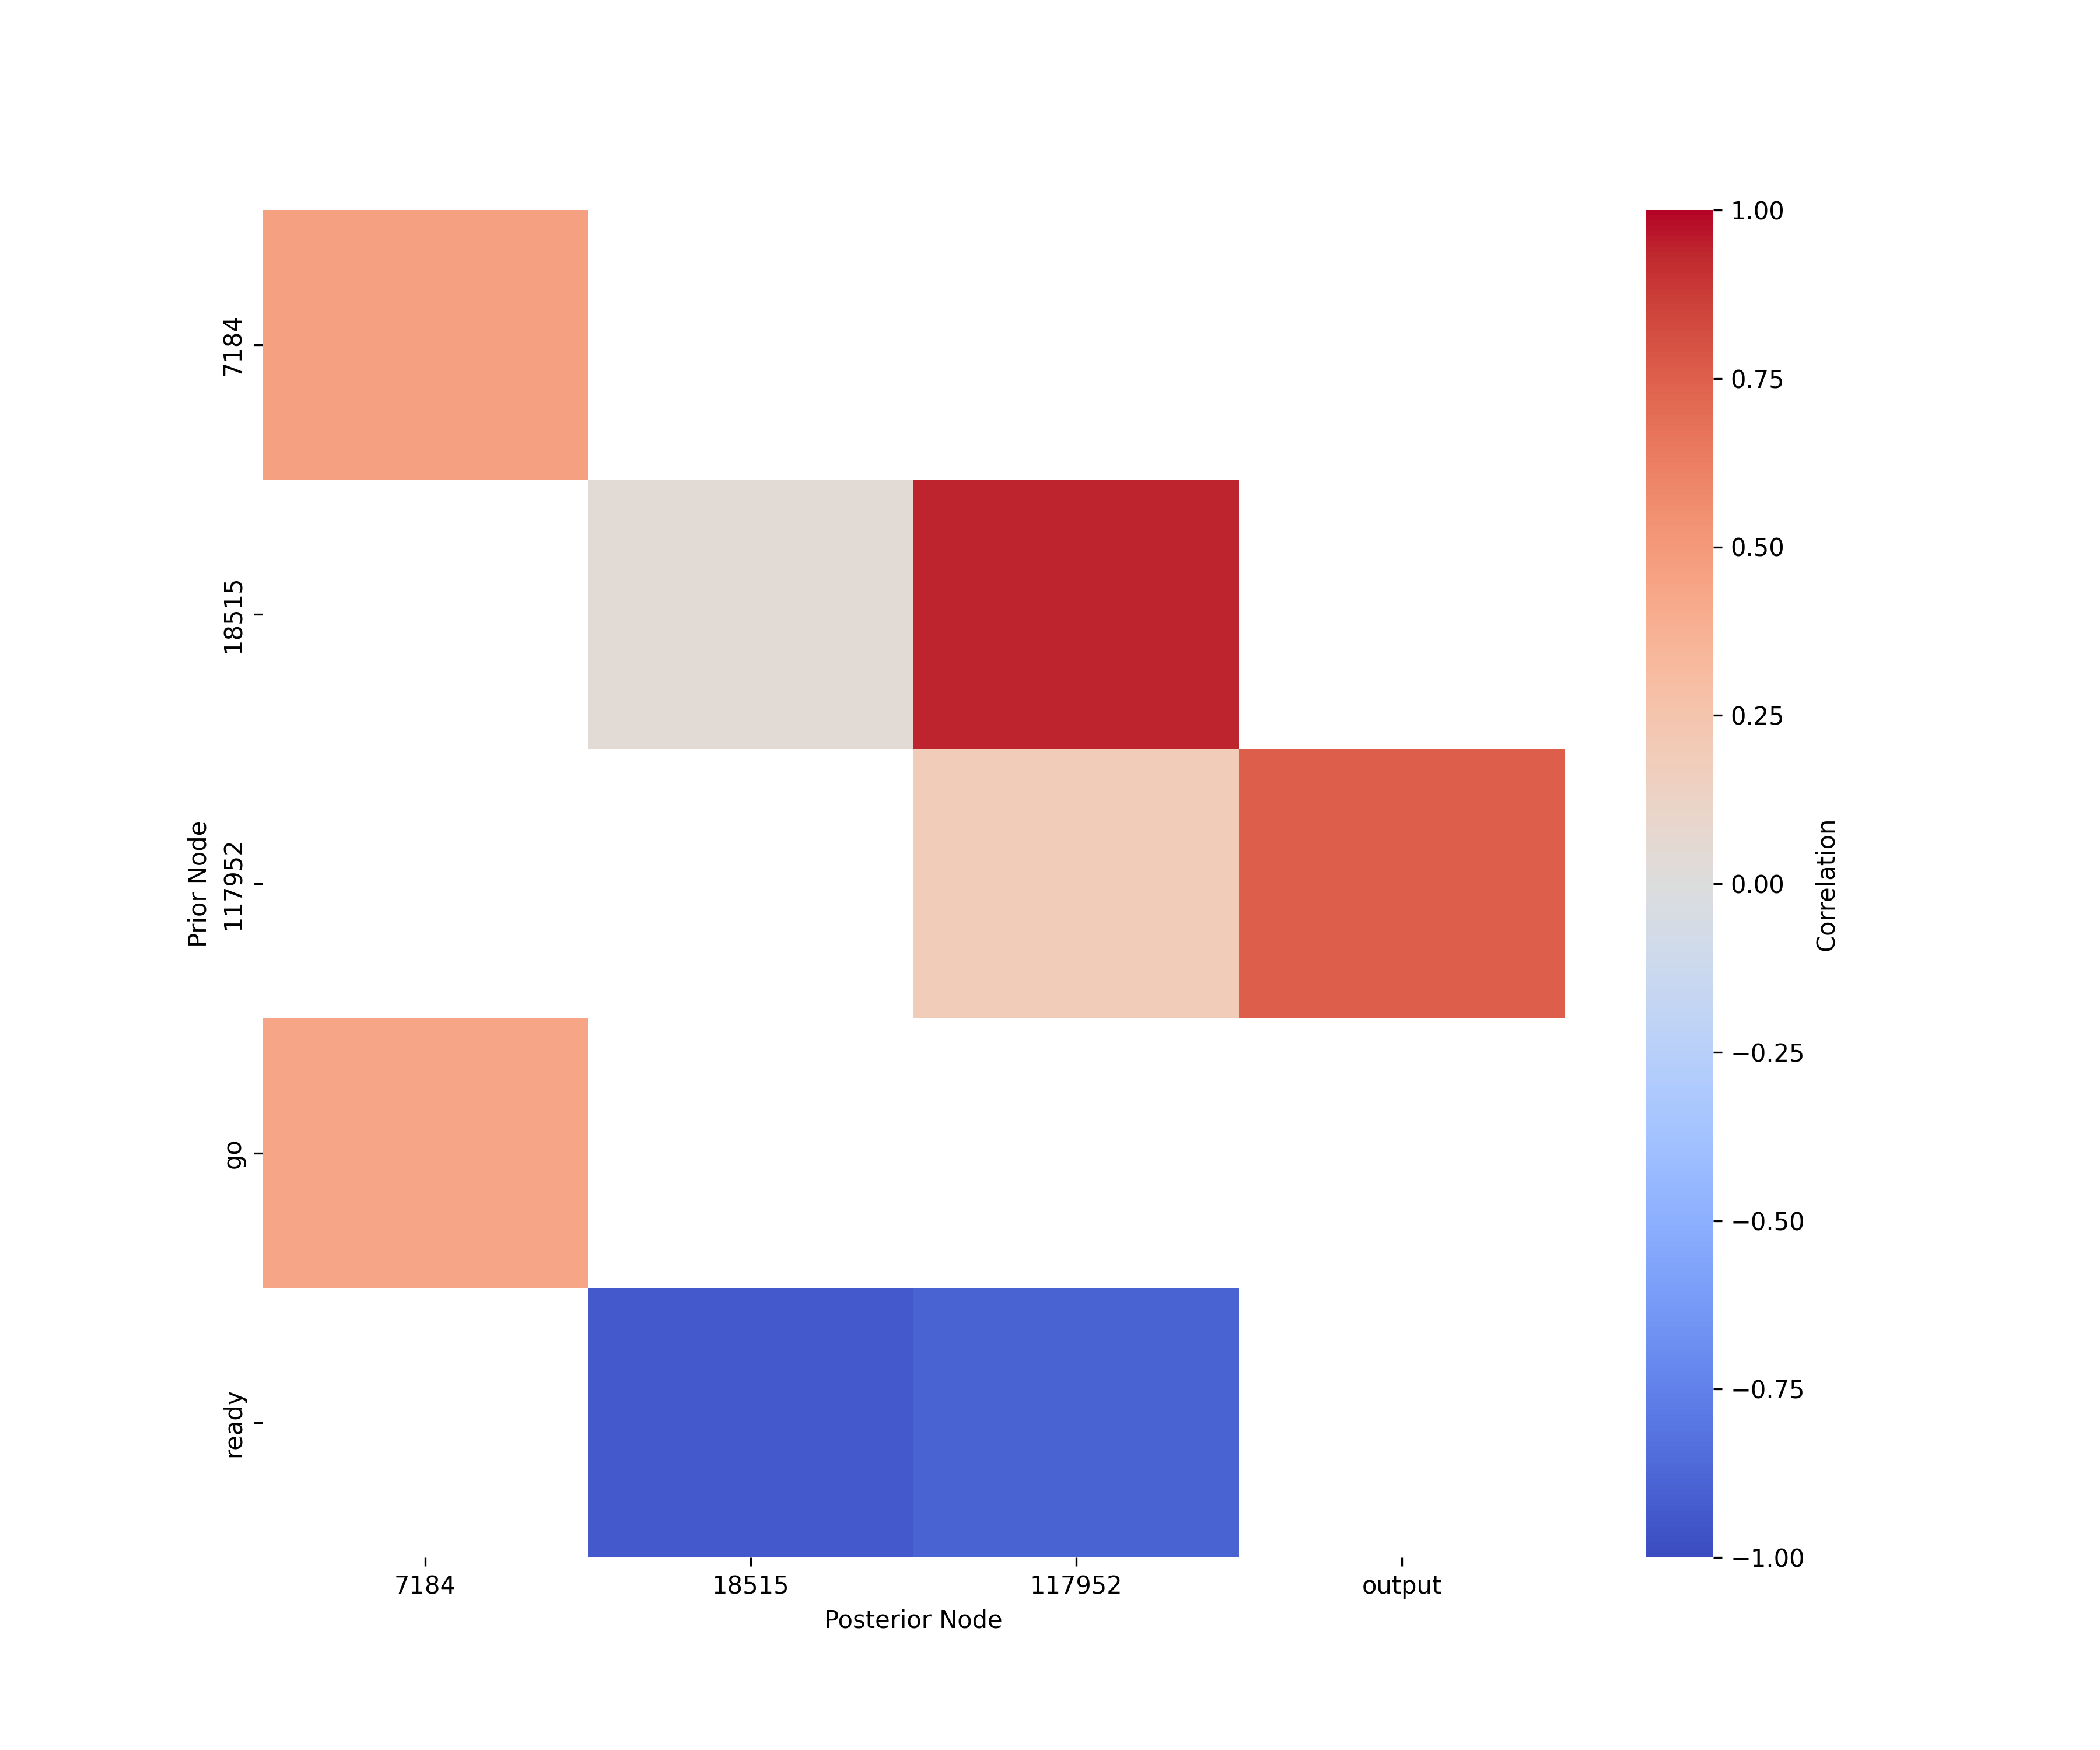 Prior Node
7184
18515
117952
go
ready
7184
18515
117952
output
Posterior Node
1.00
0.75
0.50
0.25
0.00
−0.25
−0.50
−0.75
−1.00
Correlation